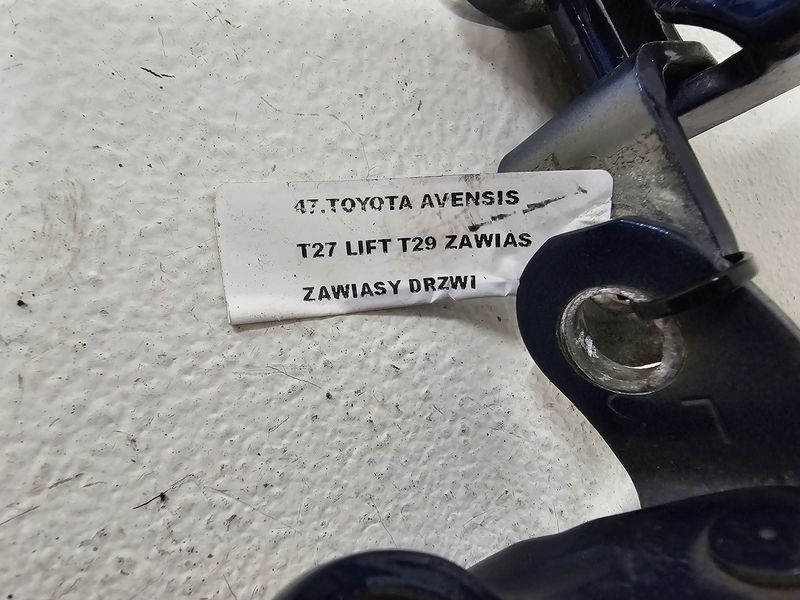 47.TOYOTA AVENSIS
T27 LIFT T29 ZAWIAS
ZAWIASY DRZWI
L